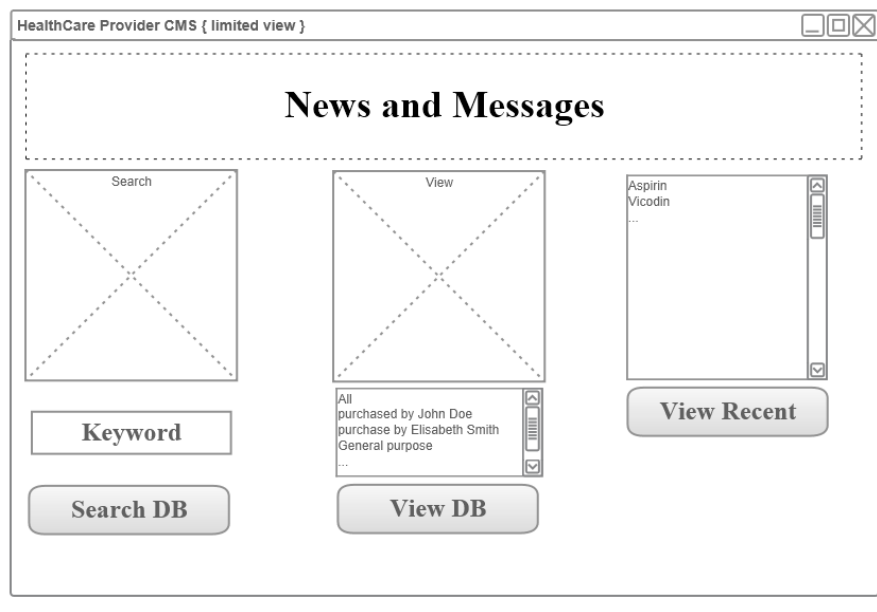 HealthCare Provider CMS { limited view }
News and Messages
Search
Keyword
Search DB
View
All
purchased by John Doe
purchase by Elisabeth Smith
General purpose
...
View DB
Aspirin
Vicodin
...
View Recent